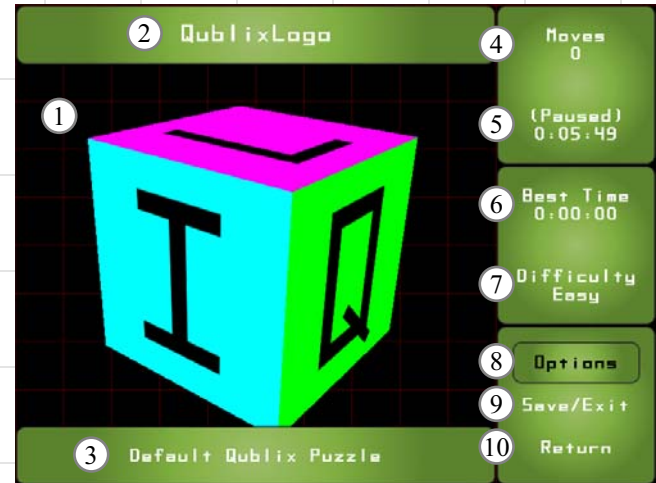 2 QublixLogo
1
L
I
Q
3 Default Qublix Puzzle
4 Moves
0
5 (Paused)
0:05:49
6 Best Time
0:00:00
7 Difficulty
Easy
8 Options
9 Save/Exit
10 Return